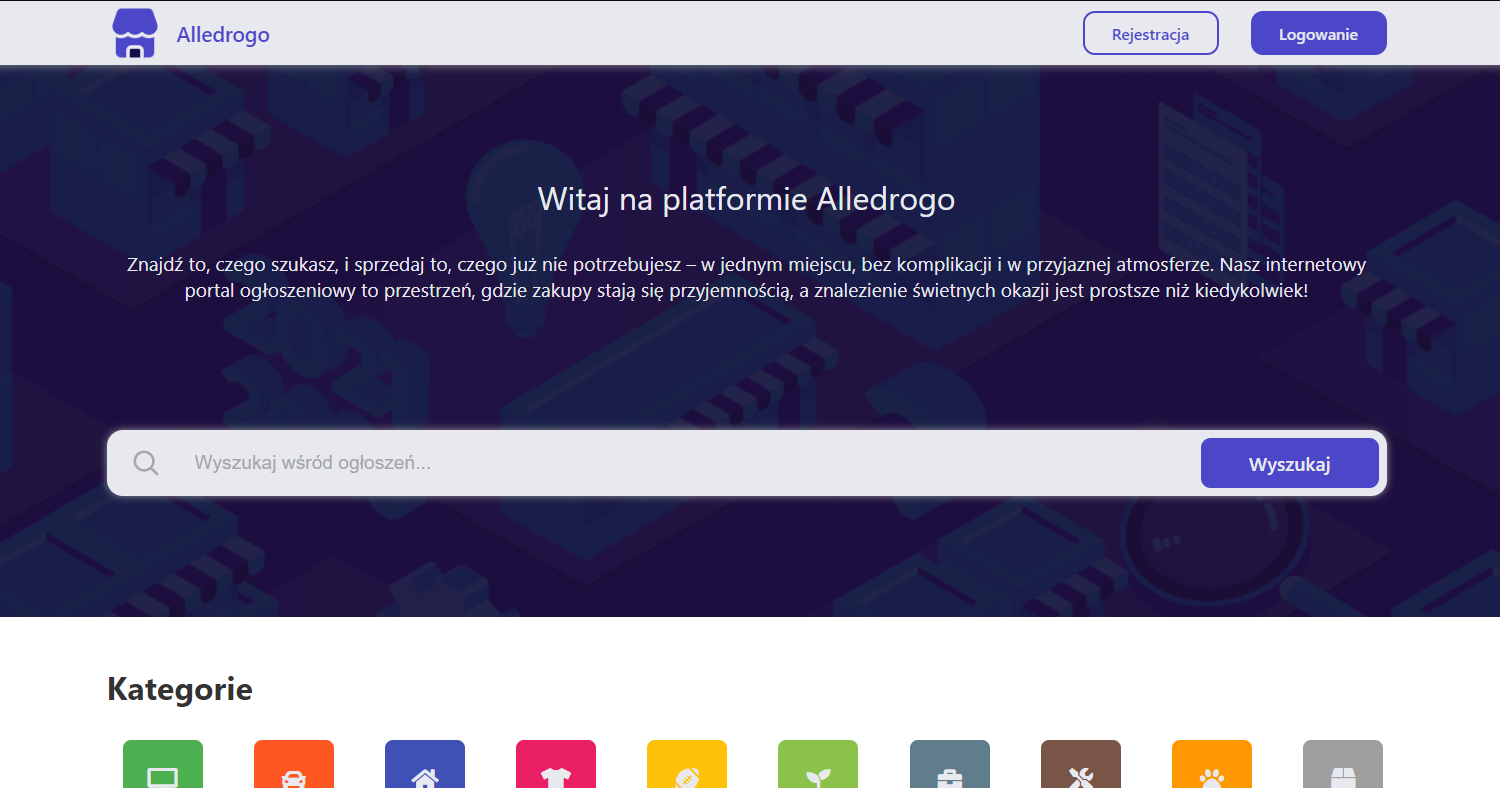 Alledrogo
Rejestracja
Logowanie
Witaj na platformie Alledrogo
Znajdź to, czego szukasz, i sprzedaj to, czego już nie potrzebujesz – w jednym miejscu, bez komplikacji i w przyjaznej atmosferze. Nasz internetowy
portal ogłoszeniowy to przestrzeń, gdzie zakupy stają się przyjemnością, a znalezienie świetnych okazji jest prostsze niż kiedykolwiek!
Wyszukaj wśród ogłoszeń...
Wyszukaj
Kategorie